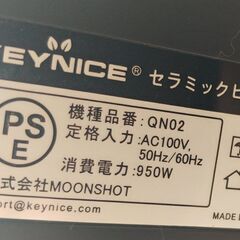 KEYNICE® セラミックヒ
PS
E
機種品番：QN02
定格入力：AC100V,
50Hz/60Hz
消費電力：950W
式会社MOONSHOT
ort@keynice.com
MADE